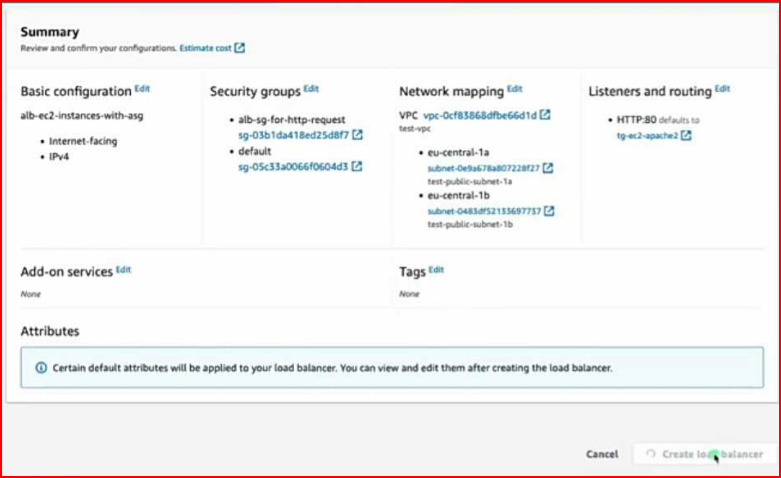 Summary
Review and confirm your configurations. Estimate cost
Basic configuration Edit
alb-ec2-instances-with-asg
Internet-facing
IPv4
Security groups Edit
alb-sg-for-http-request
sg-03b1da418ed25d8f7
default
sg-05c33a0066f0604d3
Network mapping Edit
VPC vpc-0cf83868dfbe66d1d
test-vpc
eu-central-1a
subnet-0e9a678a807228f27
test-public-subnet-1a
eu-central-1b
subnet-0483df52133697737
test-public-subnet-1b
Listeners and routing Edit
HTTP:80 defaults to
tg-ec2-apache2
Add-on services Edit
None
Tags Edit
None
Attributes
Certain default attributes will be applied to your load balancer. You can view and edit them after creating the load balancer.
Cancel
Create load balancer